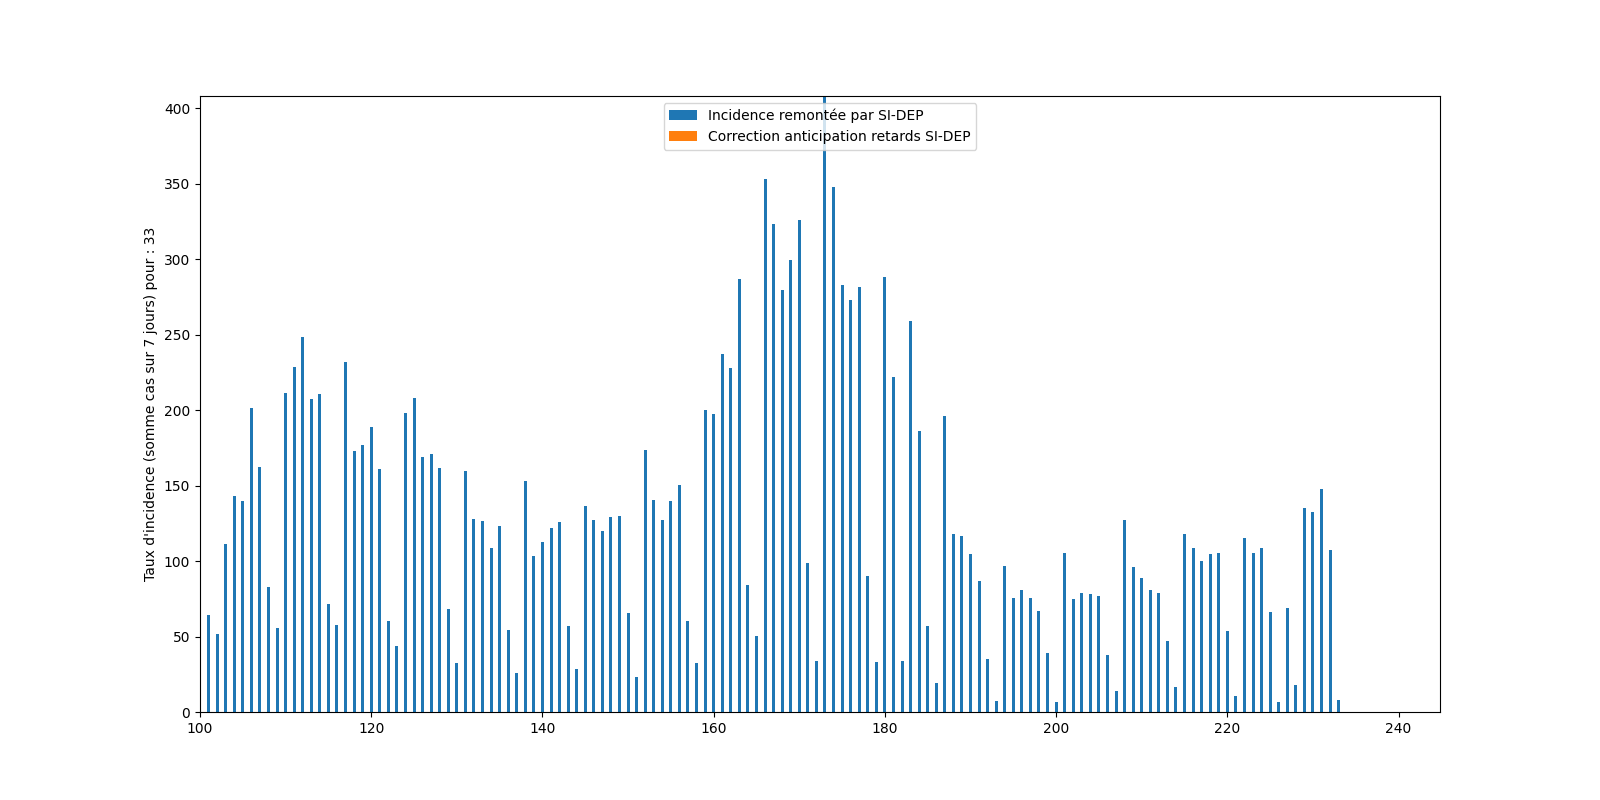 Incidence remontée par SI-DEP
Correction anticipation retards SI-DEP
Taux d'incidence (somme cas sur 7 jours) pour : 33
400
350
300
250
200
150
100
50
0
100 120 140 160 180 200 220 240